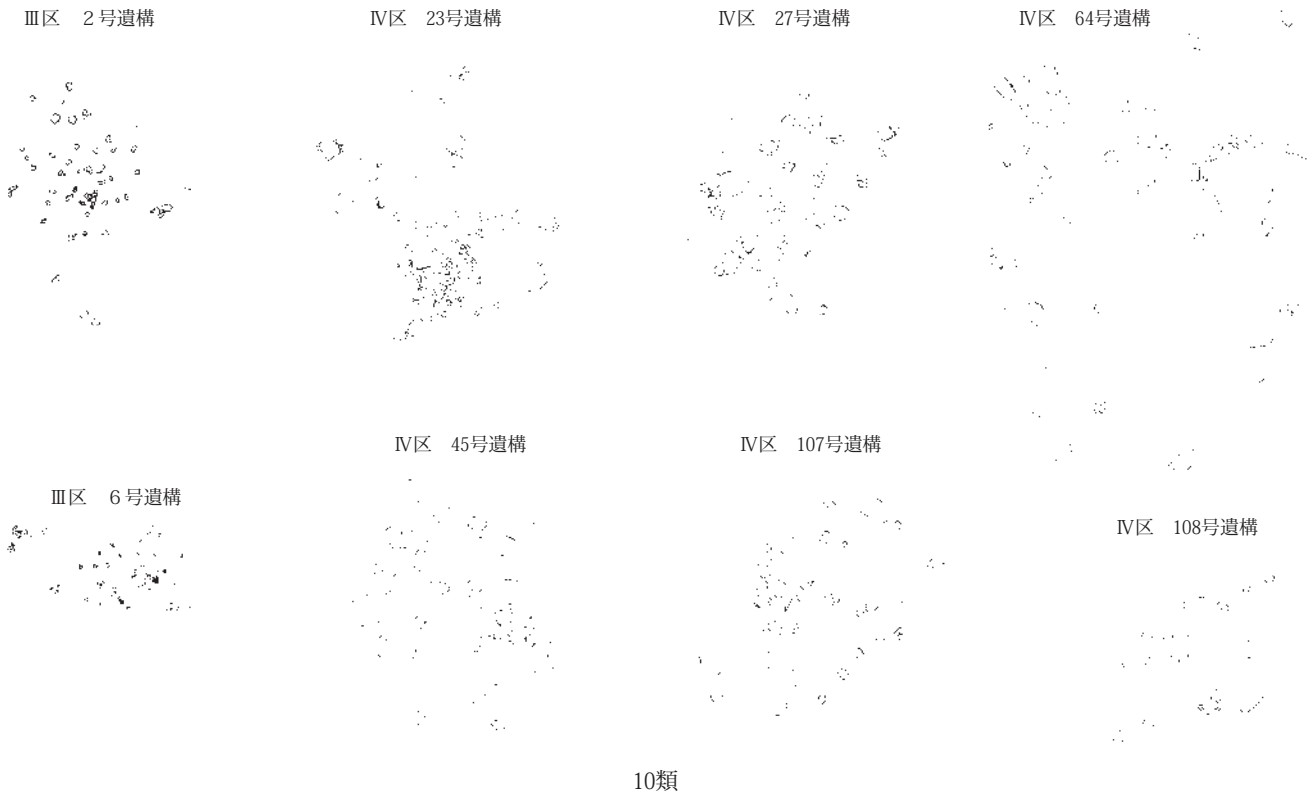 Ⅲ区　2号遺構
Ⅳ区　23号遺構
Ⅳ区　27号遺構
Ⅳ区　64号遺構
Ⅲ区　6号遺構
Ⅳ区　45号遺構
Ⅳ区　107号遺構
Ⅳ区　108号遺構
10類